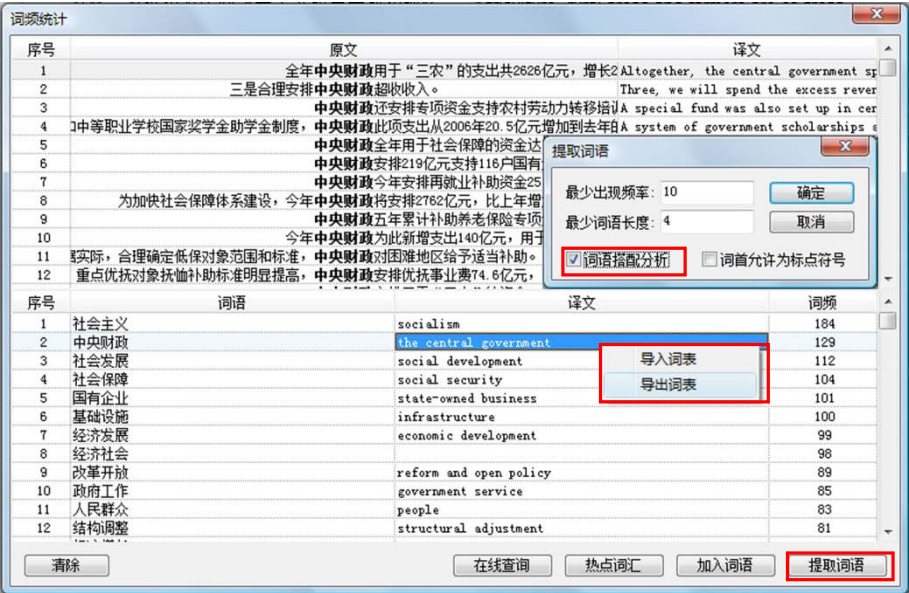 词频统计
序号 原文 译文
1 全年中央财政用于“三农”的支出共2626亿元，增长2 Altogether, the central government sp
2 三是合理安排中央财政超收收入。 Three, we will spend the excess rever
3 中央财政还安排专项资金支持农村劳动力转移培训 A special fund was also set up in cer
4 和中等职业学校国家奖学金助学金制度，中央财政此项支出从2006年20.5亿元增加到去年的 A system of government scholarships
5 中央财政全年用于社会保障的资金达
6 中央财政安排219亿元支持116户国有
7 中央财政今年安排再就业补助资金25
8 为加快社会保障体系建设，今年中央财政将安排2762亿元，比上年增
9 中央财政五年累计补助养老保险专项
10 今年中央财政为此新增支出140亿元，用于
11 实际，合理确定低保对象范围和标准，中央财政对困难地区给予适当补助。
12 重点优抚对象抚恤补助标准明显提高，中央财政安排优抚事业费74.6亿元，
提取词语
最少出现频率: 10 确定
最少词语长度: 4 取消
词语搭配分析 词首允许为标点符号
序号 词语 译文 词频
1 社会主义 socialism 184
2 中央财政 the central government 129
3 社会发展 social development 112
4 社会保障 social security 104
5 国有企业 state-owned business 101
6 基础设施 infrastructure 100
7 经济发展 economic development 99
8 经济社会 98
9 改革开放 reform and open policy 89
10 政府工作 government service 85
11 人民群众 people 83
12 结构调整 structural adjustment 81
导入词表
导出词表
清除 在线查询 热点词汇 加入词语 提取词语